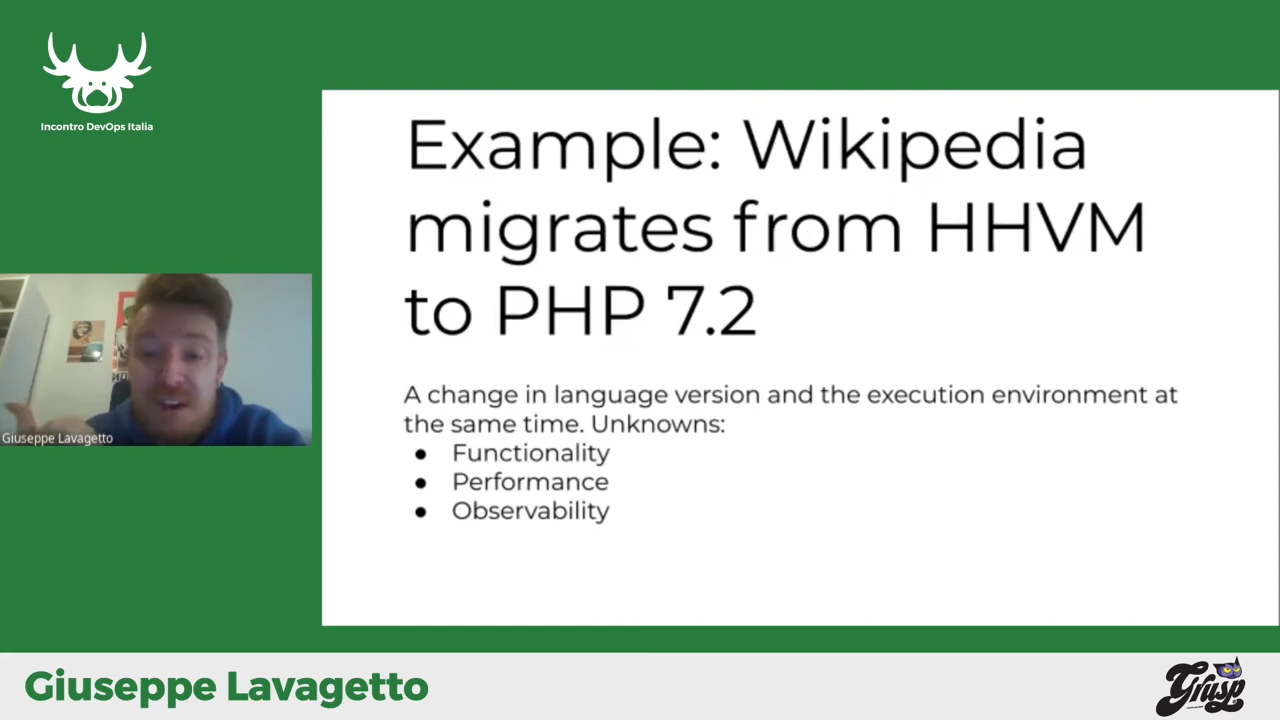 Incontro DevOps Italia
Example: Wikipedia
migrates from HHVM
to PHP 7.2
A change in language version and the execution environment at
the same time. Unknowns:
● Functionality
● Performance
● Observability
Giuseppe Lavagetto
Giuseppe Lavagetto
Grusp